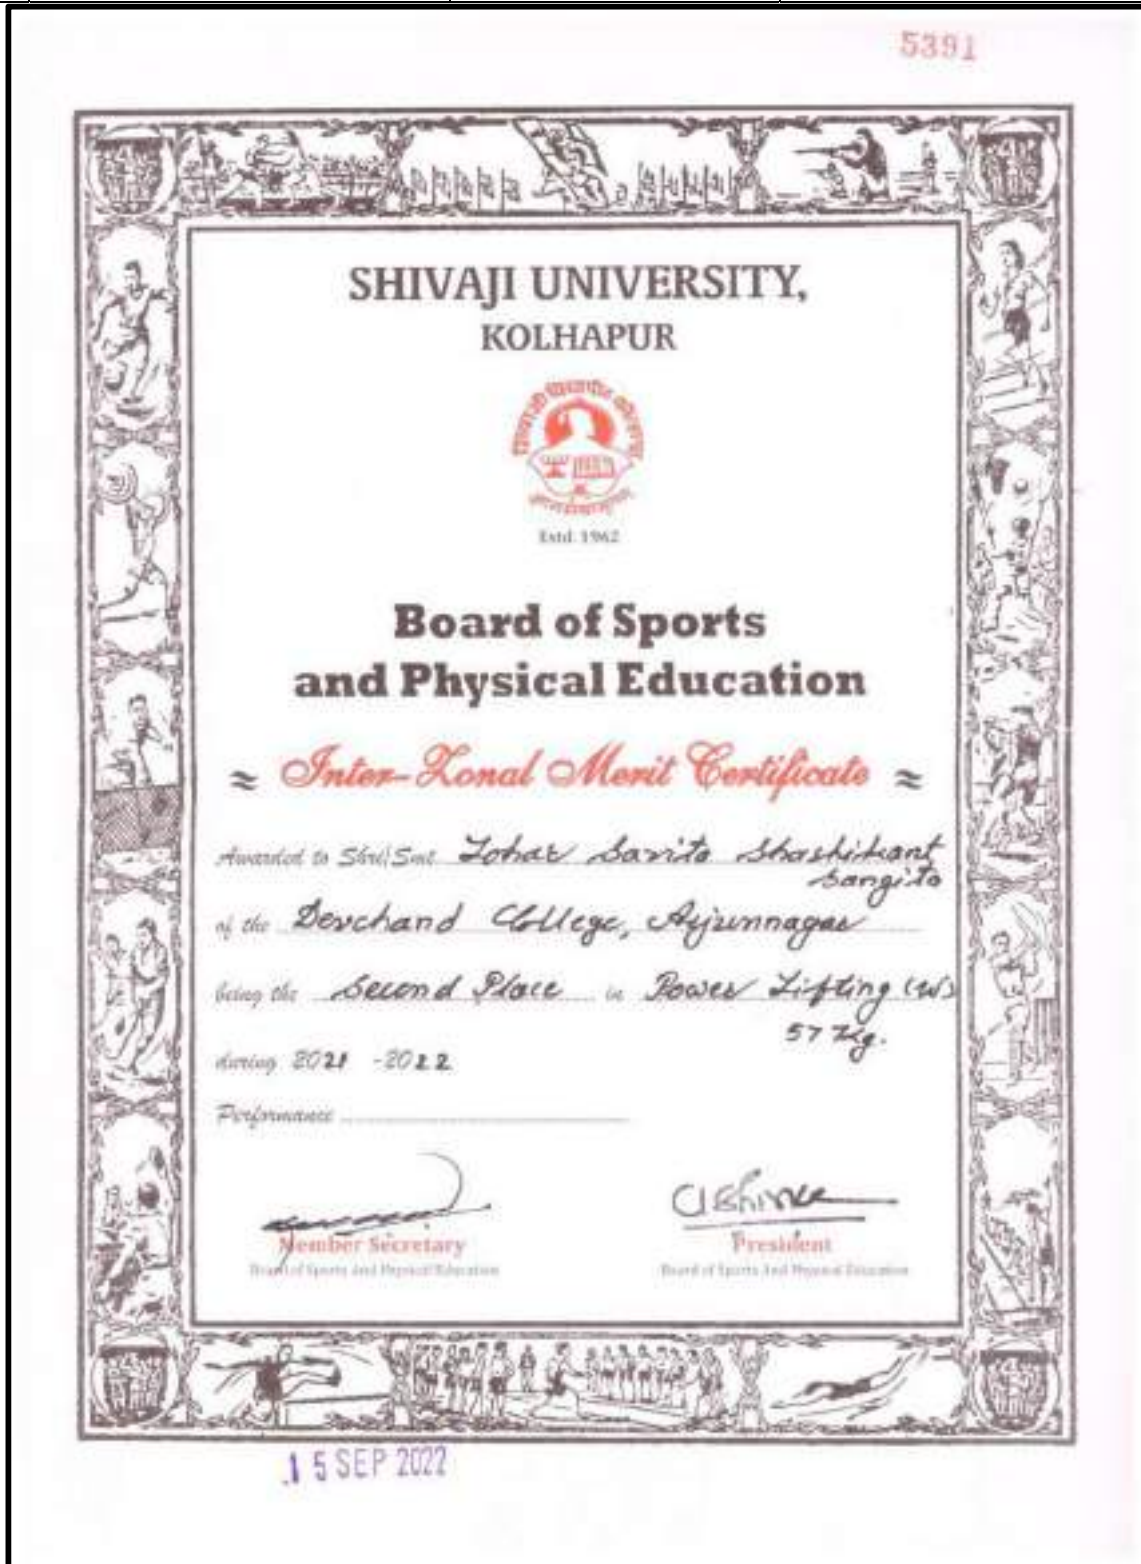 5391
SHIVAJI UNIVERSITY,
KOLHAPUR
Estd. 1962
Board of Sports
and Physical Education
≈ Inter-Zonal Merit Certificate ≈
Awarded to Shri/Smt. Lohar Savita Shashikant
Sangita
of the Devchand College, Arjunnagar
being the Second Place in Power Lifting (W)
57 Kg.
during 2021 - 2022
Performance
Member Secretary President
Board of Sports And Physical Education Board of Sports And Physical Education
15 SEP 2022